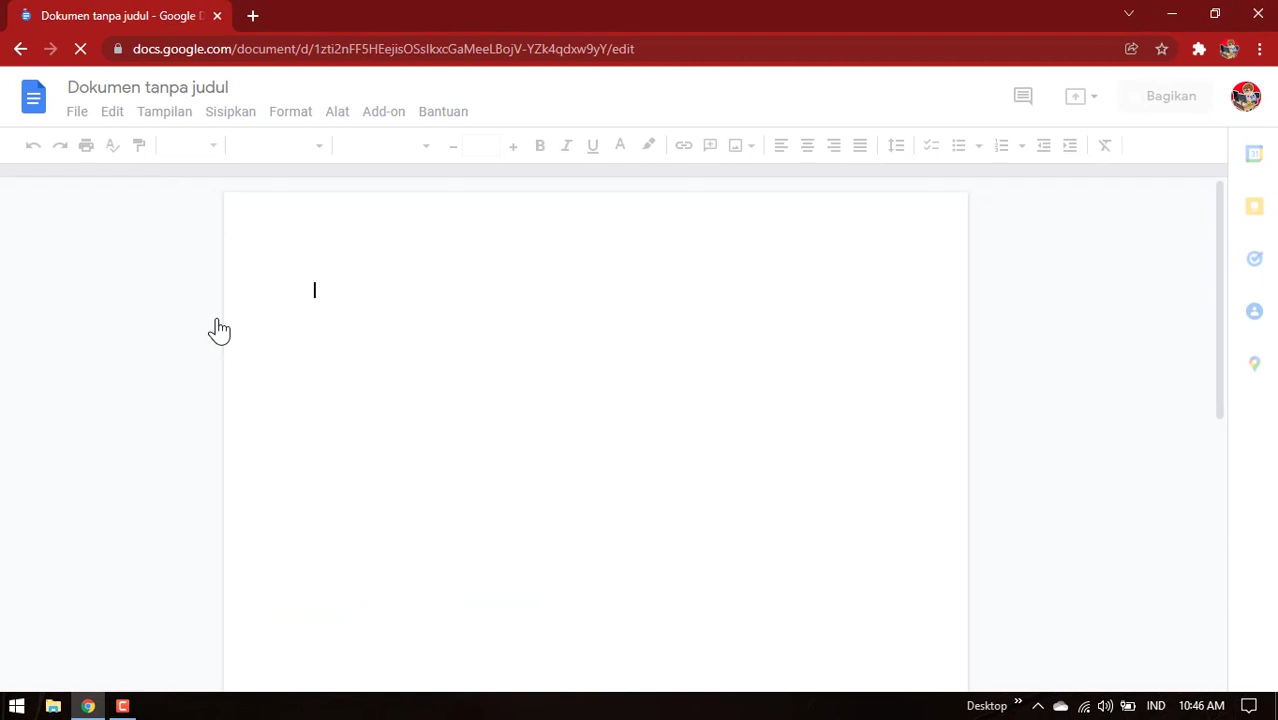 Dokumen tanpa judul - Google D
docs.google.com/document/d/1zti2nFF5HEejisOSsIkxcGaMeeLBojV-YZk4qdxw9yY/edit
Dokumen tanpa judul
File Edit Tampilan Sisipkan Format Alat Add-on Bantuan
Bagikan
Desktop IND 10:46 AM